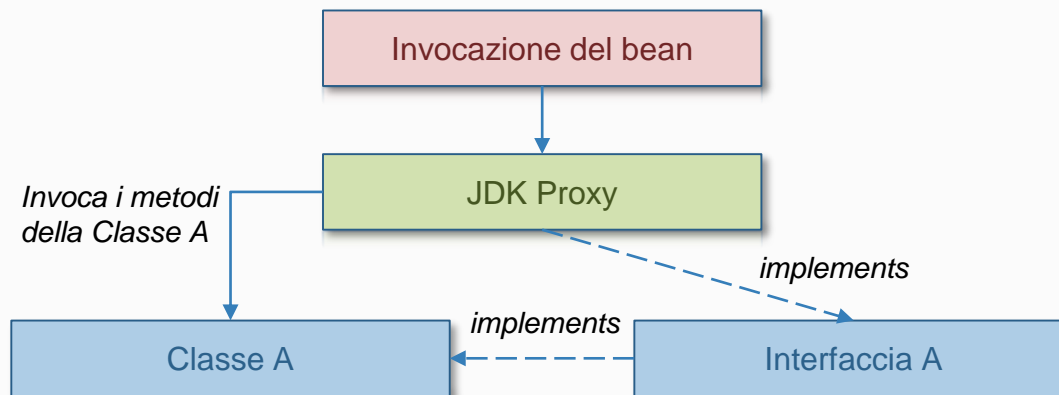 Invocazione del bean
JDK Proxy
Invoca i metodi
della Classe A
implements
implements
Classe A
Interfaccia A